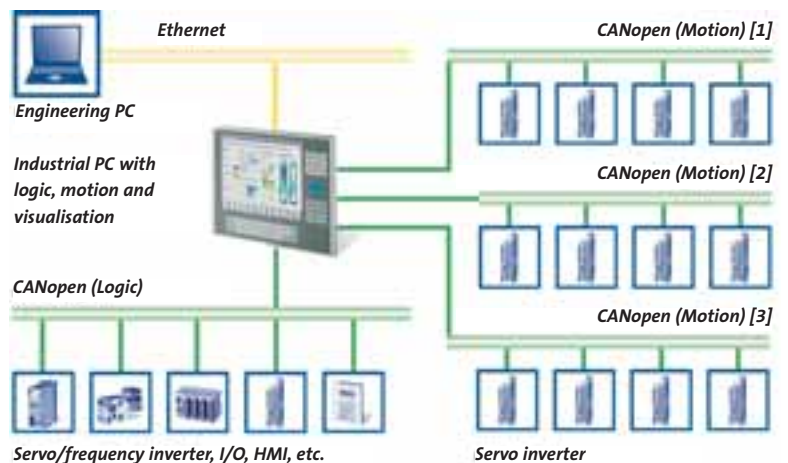 Ethernet
CANopen (Motion) [1]
Engineering PC
Industrial PC with
logic, motion and
visualisation
CANopen (Motion) [2]
CANopen (Logic)
CANopen (Motion) [3]
Servo/frequency inverter, I/O, HMI, etc.
Servo inverter